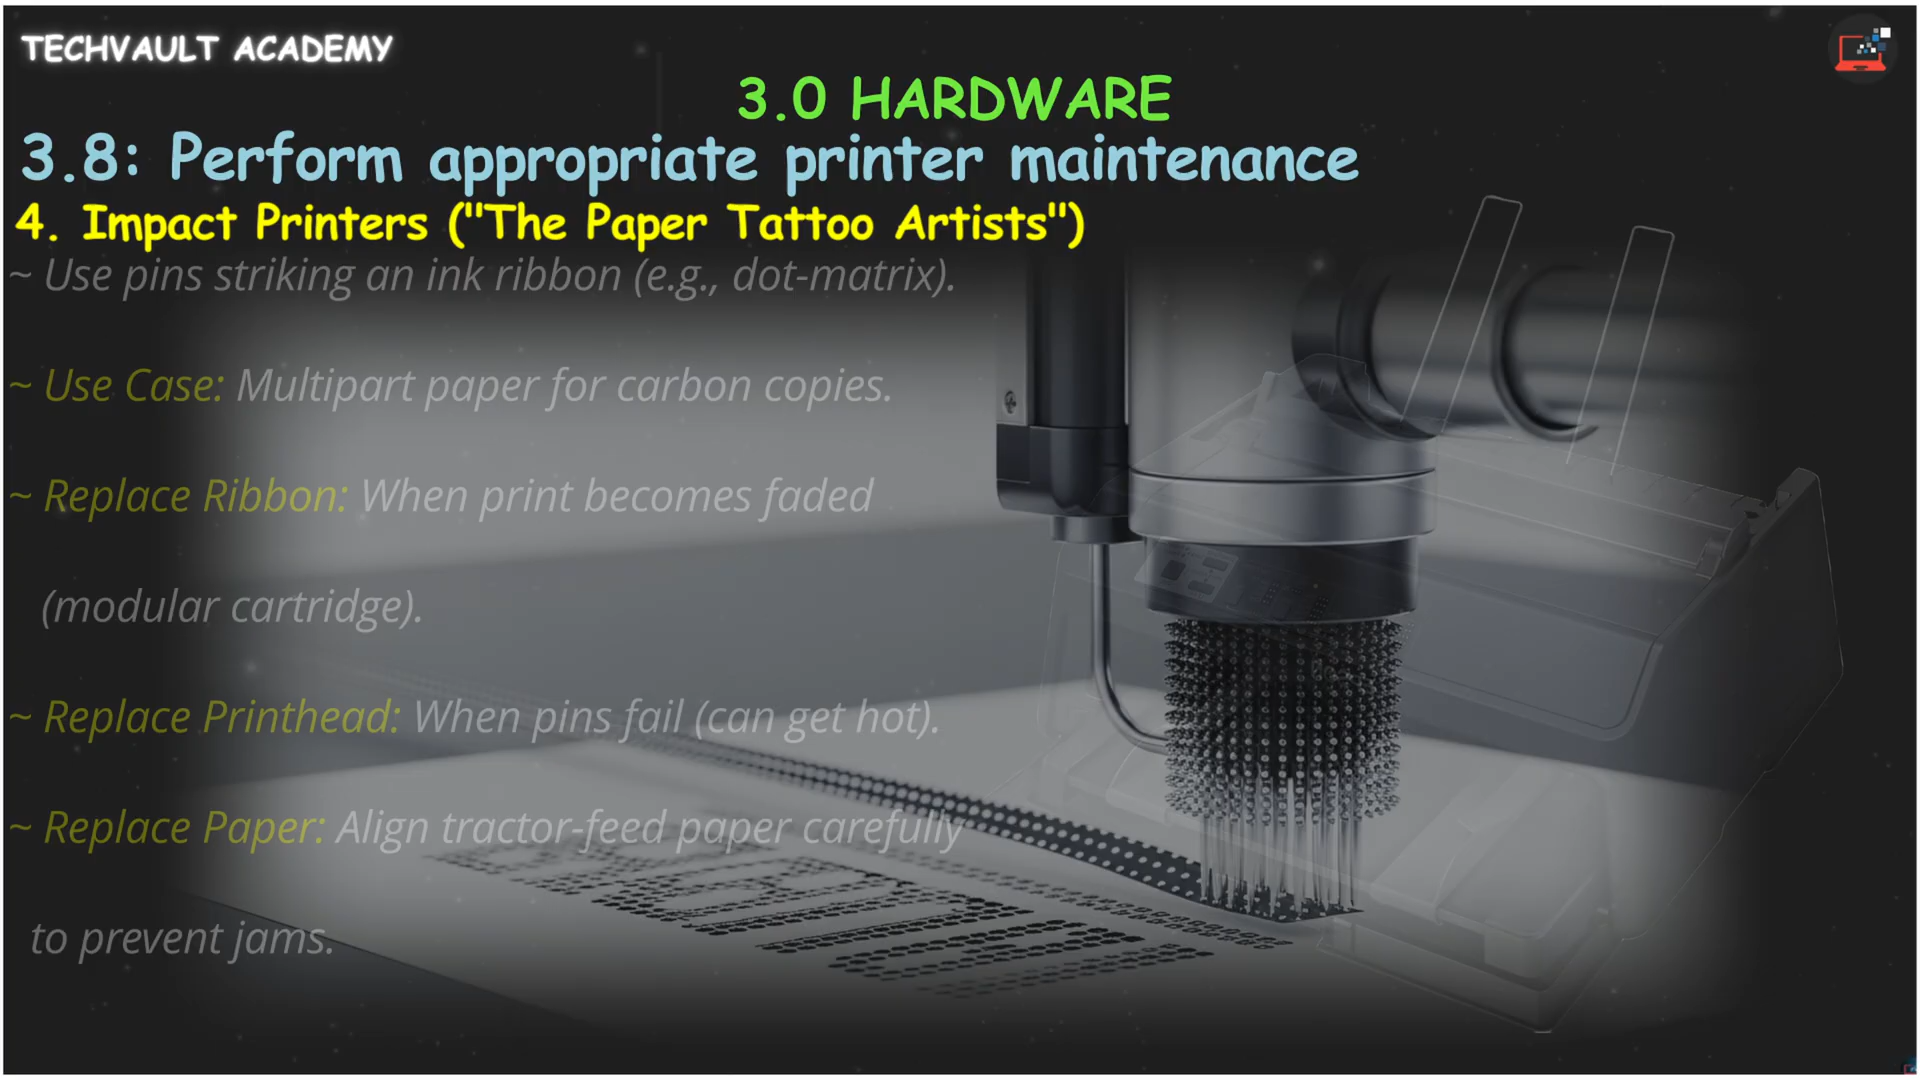 TECHVAULT ACADEMY
3.0 HARDWARE
3.8: Perform appropriate printer maintenance
4. Impact Printers ("The Paper Tattoo Artists")
~ Use pins striking an ink ribbon (e.g., dot-matrix).
~ Use Case: Multipart paper for carbon copies.
~ Replace Ribbon: When print becomes faded
(modular cartridge).
~ Replace Printhead: When pins fail (can get hot).
~ Replace Paper: Align tractor-feed paper carefully
to prevent jams.